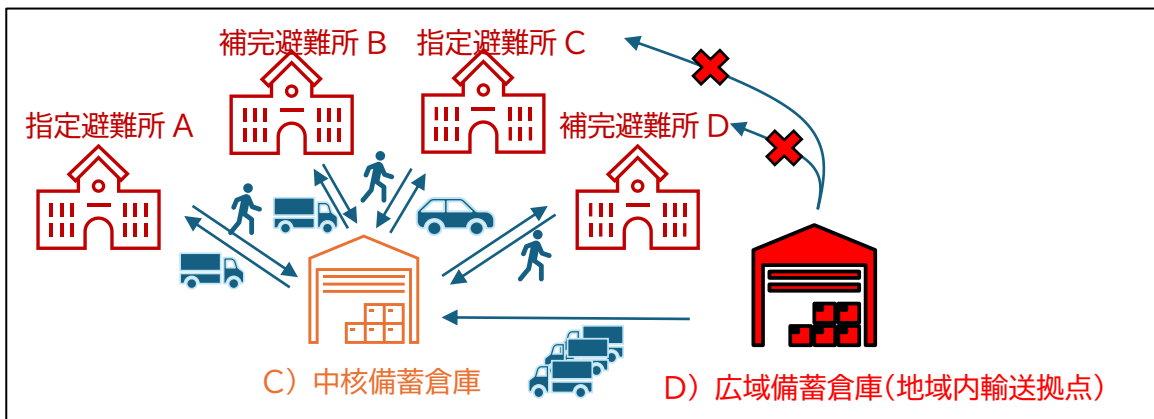 補完避難所 B
指定避難所 C
指定避難所 A
補完避難所 D
C）中核備蓄倉庫
D）広域備蓄倉庫（地域内輸送拠点）